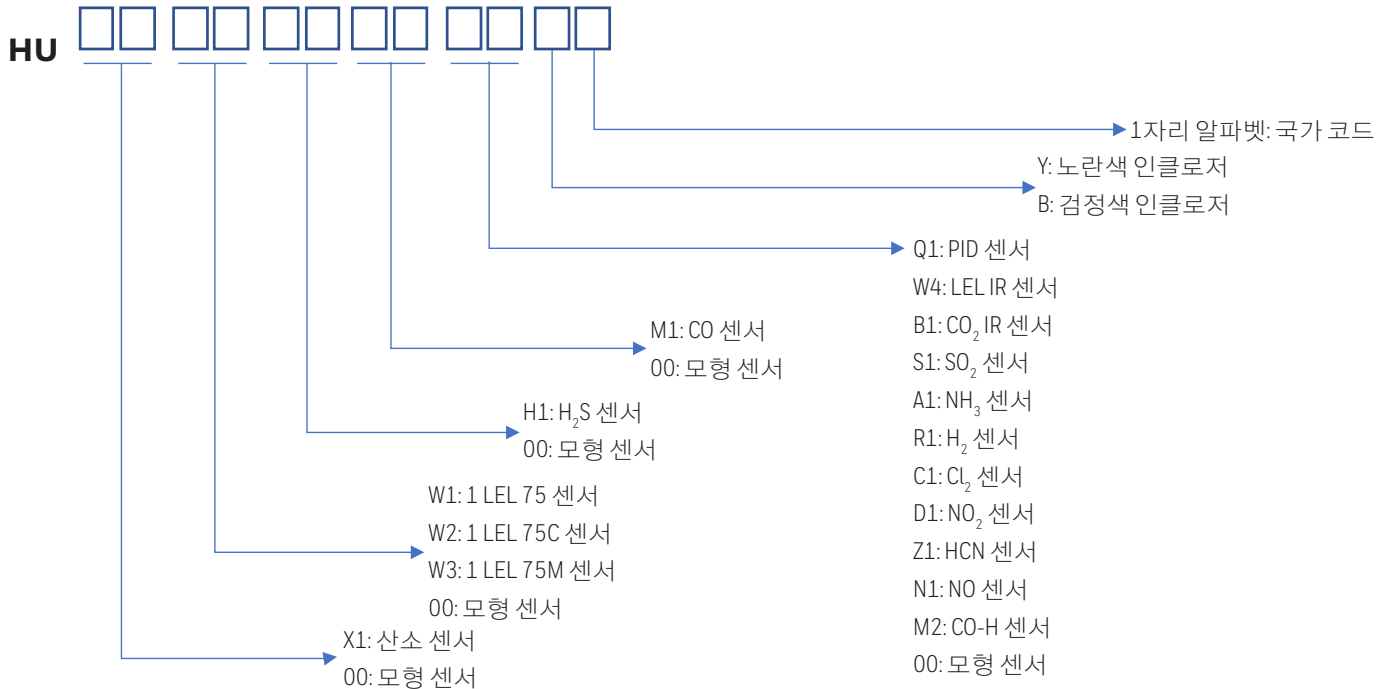 HU
1자리 알파벳: 국가 코드
Y: 노란색 인클로저
B: 검정색 인클로저
Q1: PID 센서
W4: LEL IR 센서
B1: CO₂ IR 센서
S1: SO₂ 센서
A1: NH₃ 센서
R1: H₂ 센서
C1: Cl₂ 센서
D1: NO₂ 센서
Z1: HCN 센서
N1: NO 센서
M2: CO-H 센서
00: 모형 센서
M1: CO 센서
00: 모형 센서
H1: H₂S 센서
00: 모형 센서
W1: 1 LEL 75 센서
W2: 1 LEL 75C 센서
W3: 1 LEL 75M 센서
00: 모형 센서
X1: 산소 센서
00: 모형 센서